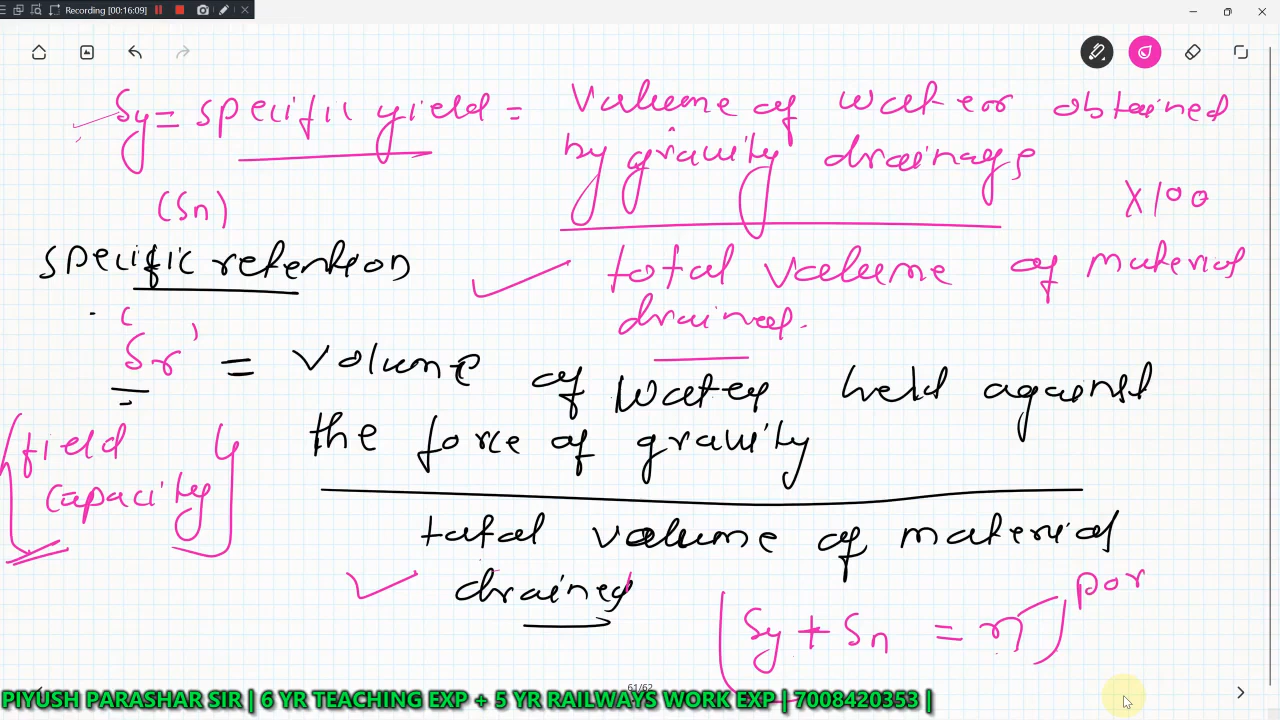 Recording [00:16:09]
Sy = specific yield = Volume of water obtained
by gravity drainage
X100
(Sn)
total volume of material
drained.
specific retention
'Sr' = Volume of water held against
the force of gravity
total volume of material
drained
{field
capacity}
(Sy + Sn = n) por
61/62
PIYUSH PARASHAR SIR | 6 YR TEACHING EXP + 5 YR RAILWAYS WORK EXP | 7008420353 |